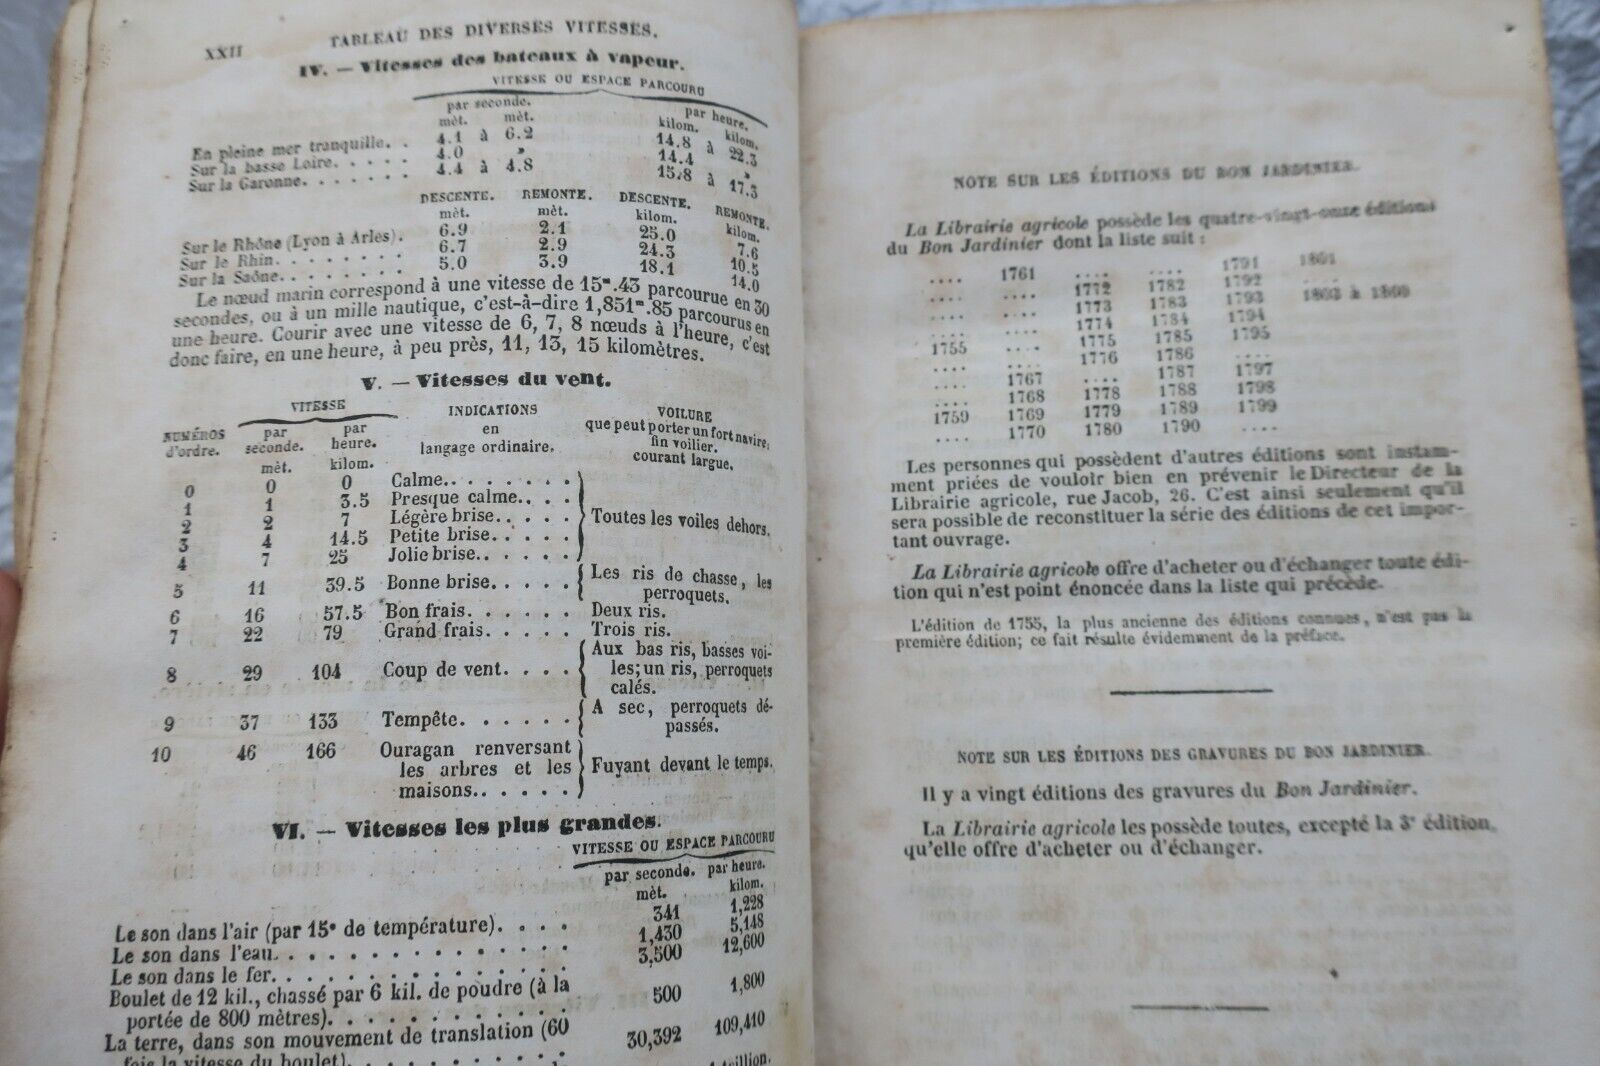 XXII TABLEAU DES DIVERSES VITESSES.
IV. — Vitesses des bateaux à vapeur.
VITESSE OU ESPACE PARCOURU
par seconde. par heure.
mèt. mèt. kilom. kilom.
En pleine mer tranquille. . 4.1 à 6.2 14.8 à 22.3
Sur la basse Loire. . . . . 4.0 » 14.4 »
Sur la Garonne. . . . . . . 4.4 à 4.8 15.8 à 17.3
DESCENTE. REMONTE. DESCENTE. REMONTE.
mèt. mèt. kilom. kilom.
Sur le Rhône (Lyon à Arles). 6.9 2.1 25.0 7.6
Sur le Rhin. . . . . . . . 6.7 2.9 24.3 10.5
Sur la Saône. . . . . . . . 5.0 3.9 18.1 14.0
Le nœud marin correspond à une vitesse de 15m.43 parcourue en 30
secondes, ou à un mille nautique, c'est-à-dire 1,851m.85 parcourus en
une heure. Courir avec une vitesse de 6, 7, 8 nœuds à l'heure, c'est
donc faire, en une heure, à peu près, 11, 13, 15 kilomètres.
V. — Vitesses du vent.
VITESSE INDICATIONS VOILURE
NUMÉROS par par en que peut porter un fort navire,
d'ordre. seconde. heure. langage ordinaire. fin voilier,
mèt. kilom. courant largue.
0 0 0 Calme. . . . . . . .
1 1 3.5 Presque calme. . . .
2 2 7 Légère brise. . . . . Toutes les voiles dehors.
3 4 14.5 Petite brise. . . . .
4 7 25 Jolie brise. . . . . .
5 11 39.5 Bonne brise. . . . . Les ris de chasse, les
perroquets.
6 16 57.5 Bon frais. . . . . . Deux ris.
7 22 79 Grand frais. . . . . Trois ris.
8 29 104 Coup de vent. . . . Aux bas ris, basses voi-
les; un ris, perroquets
calés.
9 37 133 Tempête. . . . . . A sec, perroquets dé-
passés.
10 46 166 Ouragan renversant
les arbres et les Fuyant devant le temps.
maisons. . . . . .
VI. — Vitesses les plus grandes.
VITESSE OU ESPACE PARCOURU
par seconde. par heure.
mèt. kilom.
Le son dans l'air (par 15° de température). . . . 341 1,228
Le son dans l'eau. . . . . . . . . . . . . 1,430 5,148
Le son dans le fer. . . . . . . . . . . . . 3,500 12,600
Boulet de 12 kil., chassé par 6 kil. de poudre (à la
portée de 800 mètres). . . . . . . . . . . 500 1,800
La terre, dans son mouvement de translation (60
fois la vitesse du boulet). . . . . . . . . 30,392 109,410
NOTE SUR LES ÉDITIONS DU BON JARDINIER.
La Librairie agricole possède les quatre-vingt-onze éditions
du Bon Jardinier dont la liste suit :
.... 1761 .... .... 1791 1801
.... .... 1772 1782 1792 ....
.... .... 1773 1783 1793 1803 à 1860
.... .... 1774 1784 1794
1755 .... 1775 1785 1795
.... .... 1776 1786 ....
.... 1767 .... 1787 1797
.... 1768 1778 1788 1798
1759 1769 1779 1789 1799
.... 1770 1780 1790 ....
Les personnes qui possèdent d'autres éditions sont instam-
ment priées de vouloir bien en prévenir le Directeur de la
Librairie agricole, rue Jacob, 26. C'est ainsi seulement qu'il
sera possible de reconstituer la série des éditions de cet impor-
tant ouvrage.
La Librairie agricole offre d'acheter ou d'échanger toute édi-
tion qui n'est point énoncée dans la liste qui précède.
L'édition de 1755, la plus ancienne des éditions connues, n'est pas la
première édition; ce fait résulte évidemment de la préface.
NOTE SUR LES ÉDITIONS DES GRAVURES DU BON JARDINIER.
Il y a vingt éditions des gravures du Bon Jardinier.
La Librairie agricole les possède toutes, excepté la 3e édition,
qu'elle offre d'acheter ou d'échanger.